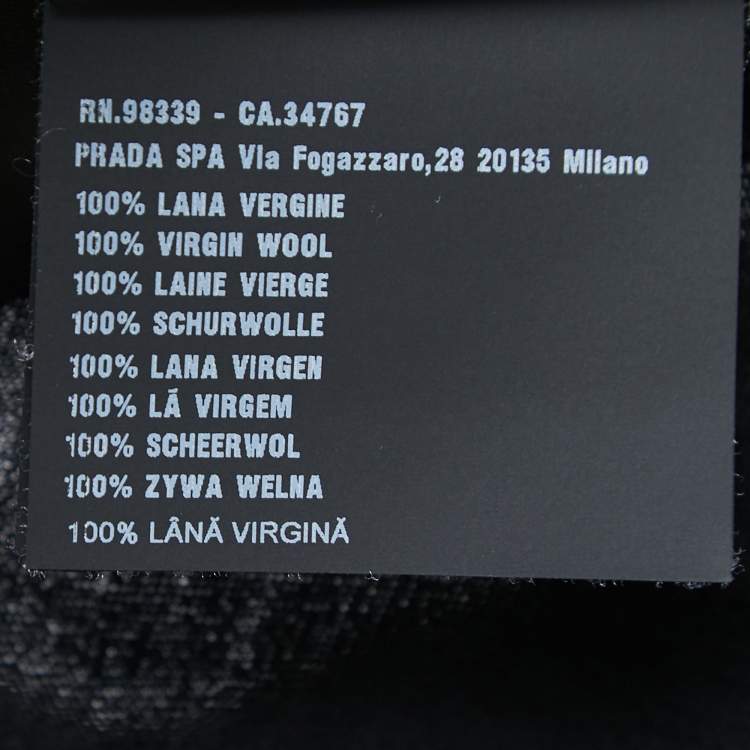 RN.98339 - CA.34767
PRADA SPA Via Fogazzaro,28 20135 Milano
100% LANA VERGINE
100% VIRGIN WOOL
100% LAINE VIERGE
100% SCHURWOLLE
100% LANA VIRGEN
100% LÃ VIRGEM
100% SCHEERWOL
100% ZYWA WELNA
100% LÂNĂ VIRGINĂ